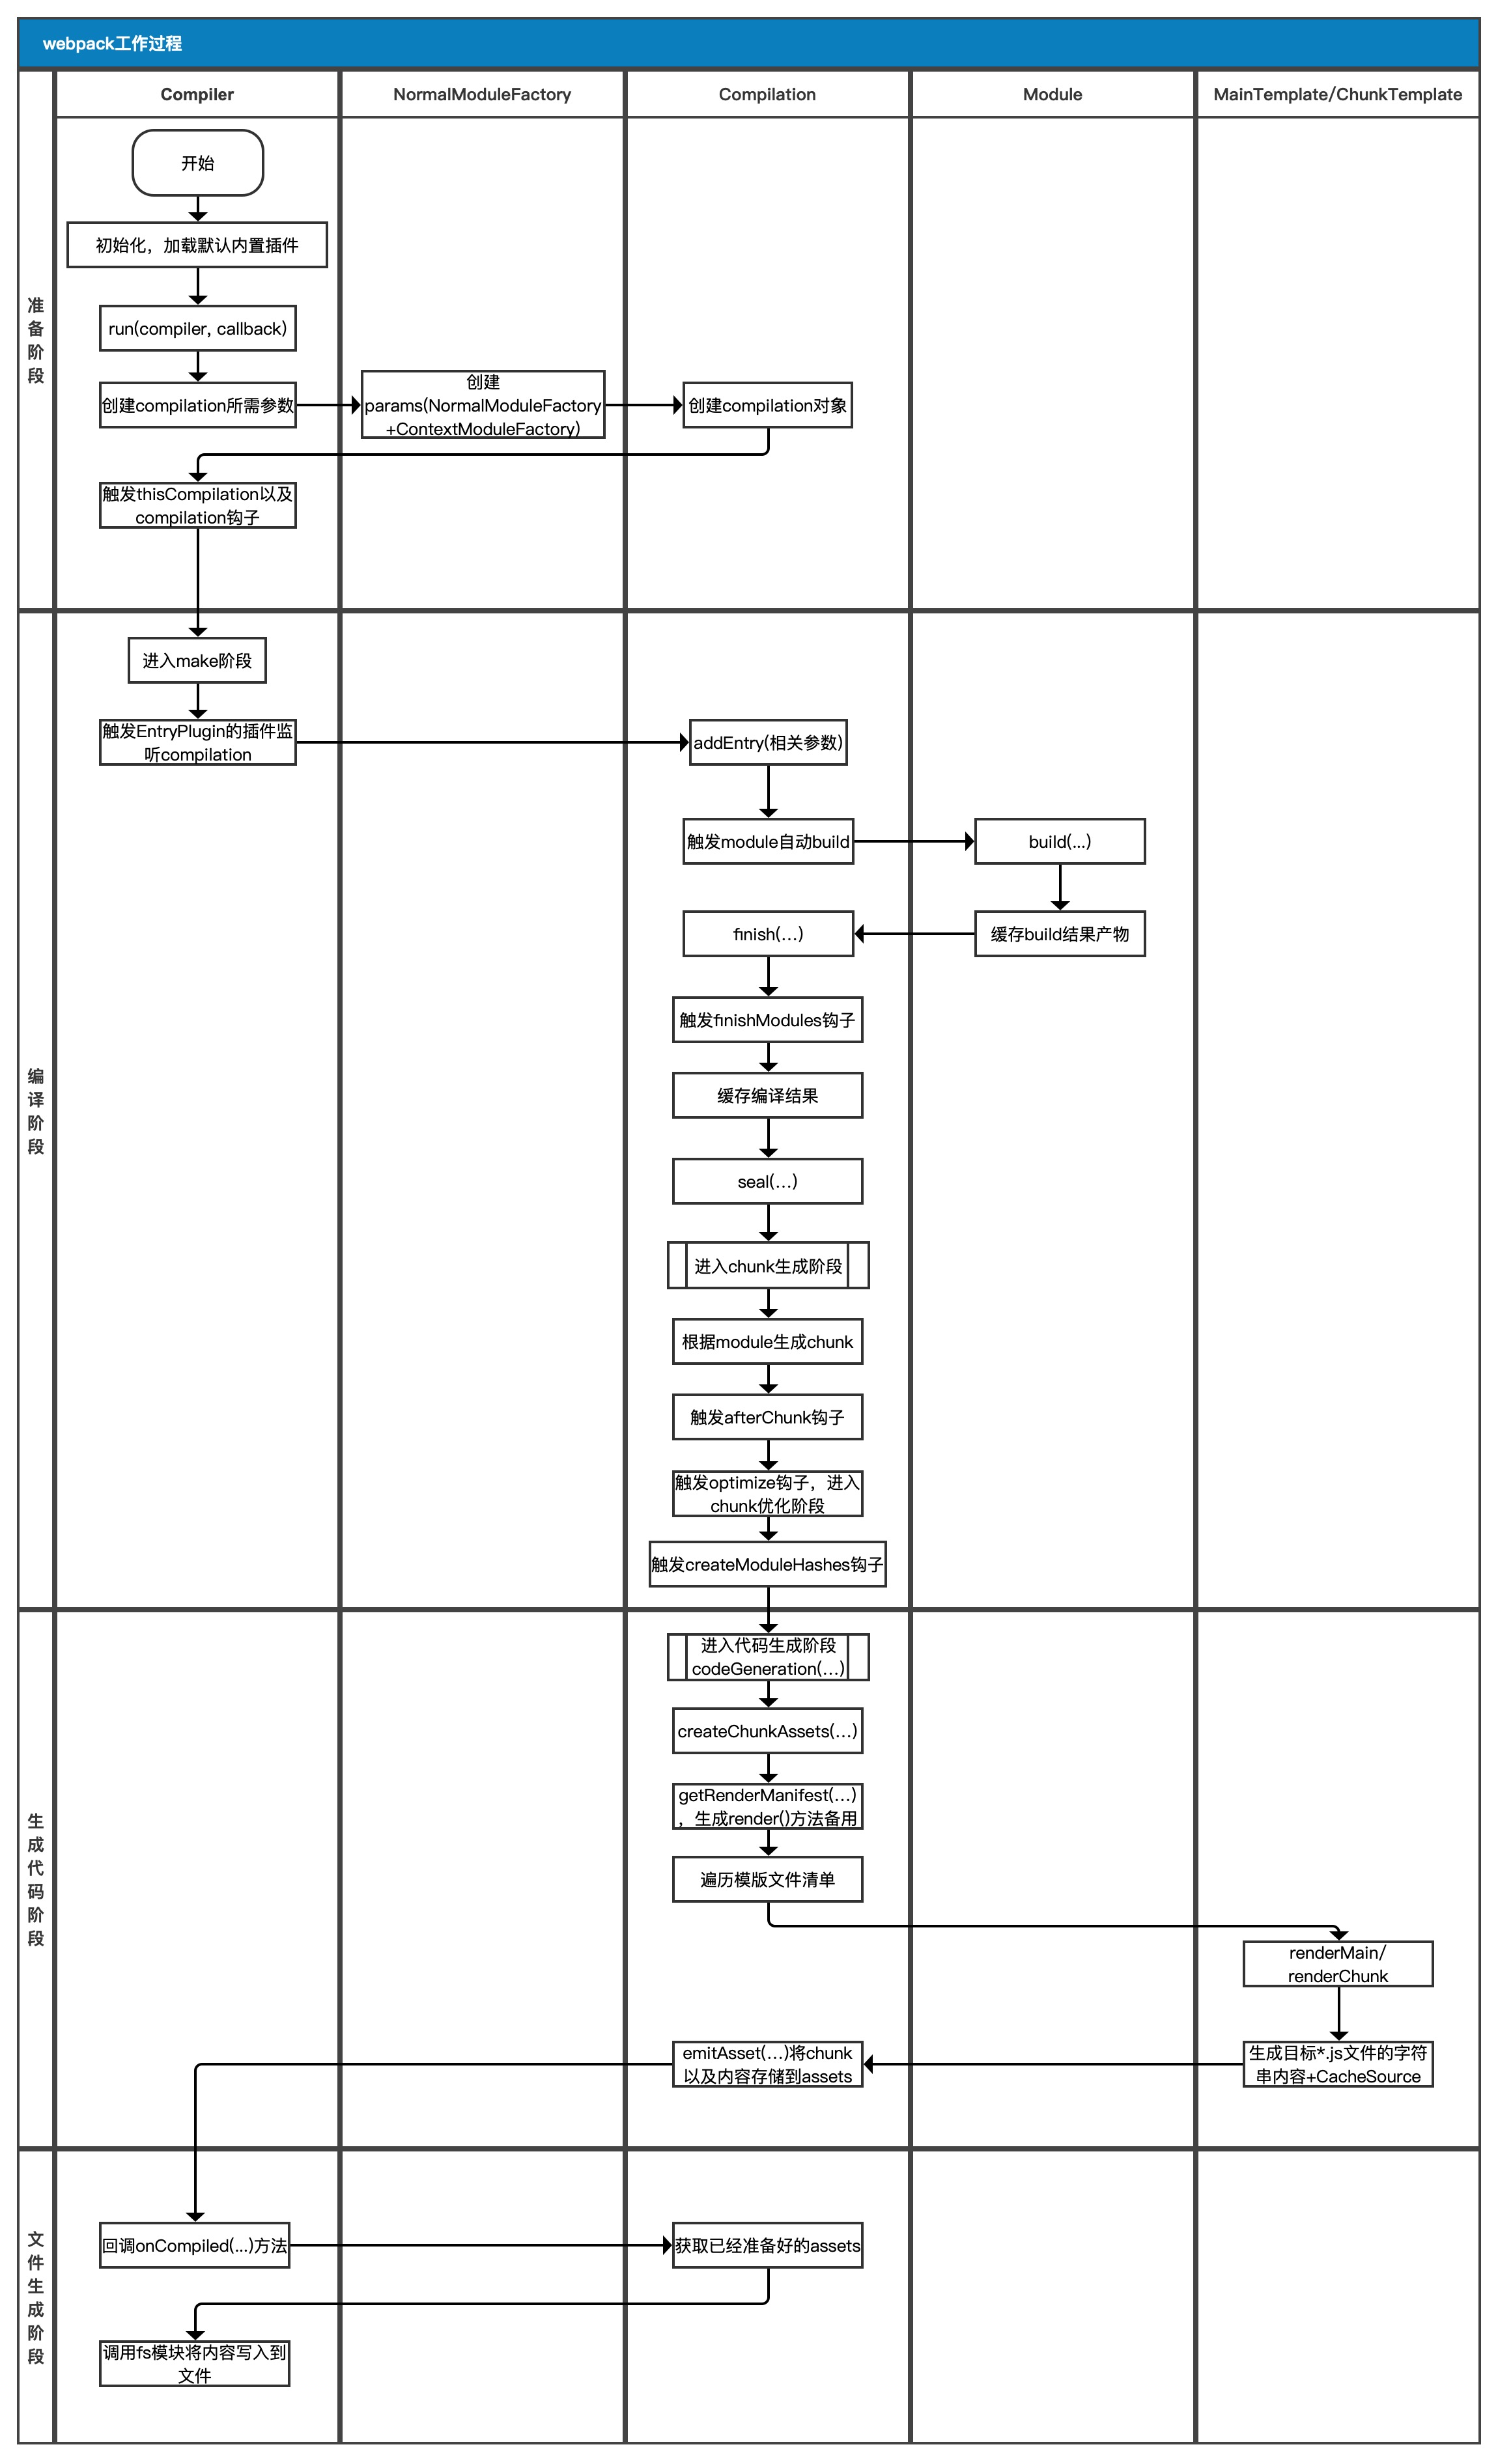 webpack工作过程
Compiler
NormalModuleFactory
Compilation
Module
MainTemplate/ChunkTemplate
准
备
阶
段
开始
初始化，加载默认内置插件
run(compiler, callback)
创建compilation所需参数
创建
params(NormalModuleFactory
+ContextModuleFactory)
创建compilation对象
触发thisCompilation以及
compilation钩子
编
译
阶
段
进入make阶段
触发EntryPlugin的插件监
听compilation
addEntry(相关参数)
触发module自动build
build(...)
缓存build结果产物
finish(...)
触发finishModules钩子
缓存编译结果
seal(...)
进入chunk生成阶段
根据module生成chunk
触发afterChunk钩子
触发optimize钩子，进入
chunk优化阶段
触发createModuleHashes钩子
生
成
代
码
阶
段
进入代码生成阶段
codeGeneration(...)
createChunkAssets(...)
getRenderManifest(...)
，生成render()方法备用
遍历模版文件清单
renderMain/
renderChunk
生成目标*.js文件的字符
串内容+CacheSource
emitAsset(...)将chunk
以及内容存储到assets
文
件
生
成
阶
段
回调onCompiled(...)方法
获取已经准备好的assets
调用fs模块将内容写入到
文件